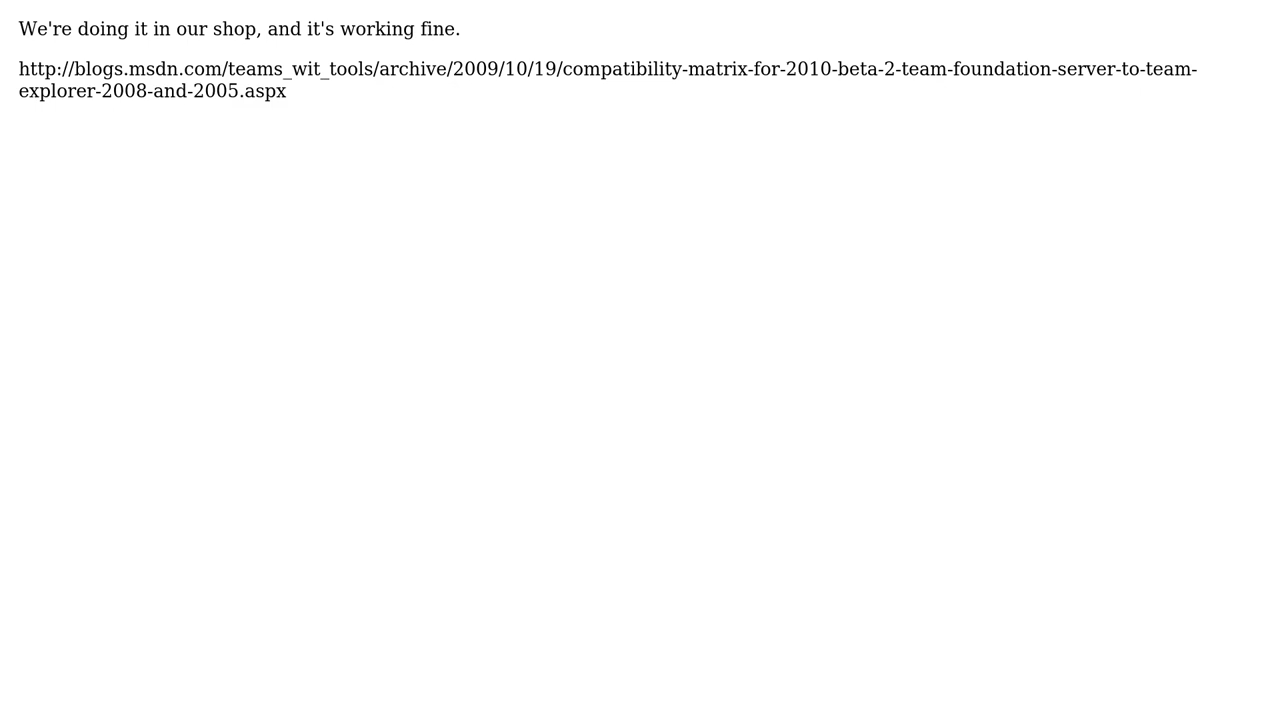 We're doing it in our shop, and it's working fine.
http://blogs.msdn.com/teams_wit_tools/archive/2009/10/19/compatibility-matrix-for-2010-beta-2-team-foundation-server-to-team-
explorer-2008-and-2005.aspx